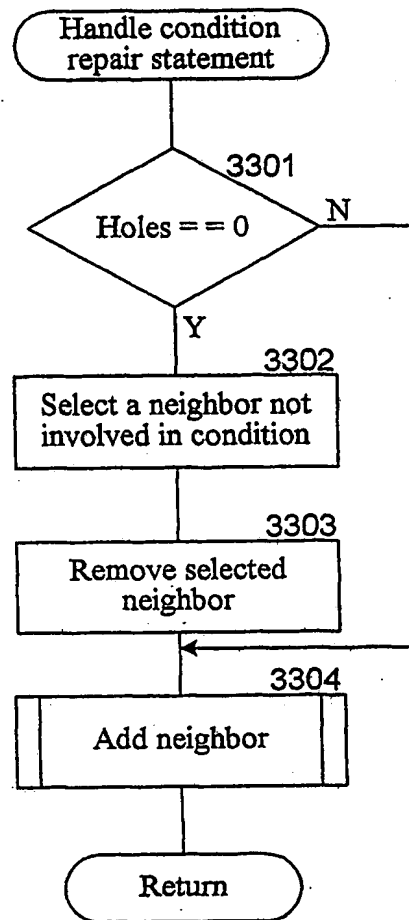 Handle condition
repair statement
3301
Holes = = 0
N
Y
3302
Select a neighbor not
involved in condition
3303
Remove selected
neighbor
3304
Add neighbor
Return